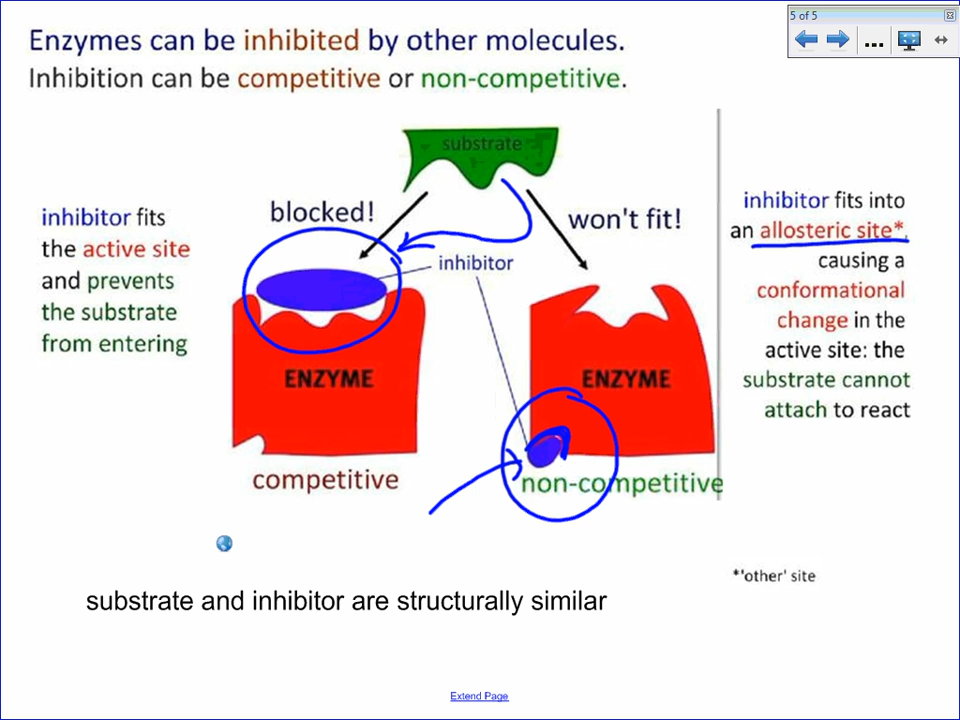 5 of 5
Enzymes can be inhibited by other molecules.
Inhibition can be competitive or non-competitive.
substrate
blocked!
won't fit!
inhibitor fits
the active site
and prevents
the substrate
from entering
inhibitor
inhibitor fits into
an allosteric site*,
causing a
conformational
change in the
active site: the
substrate cannot
attach to react
ENZYME
ENZYME
competitive
non-competitive
*'other' site
substrate and inhibitor are structurally similar
Extend Page